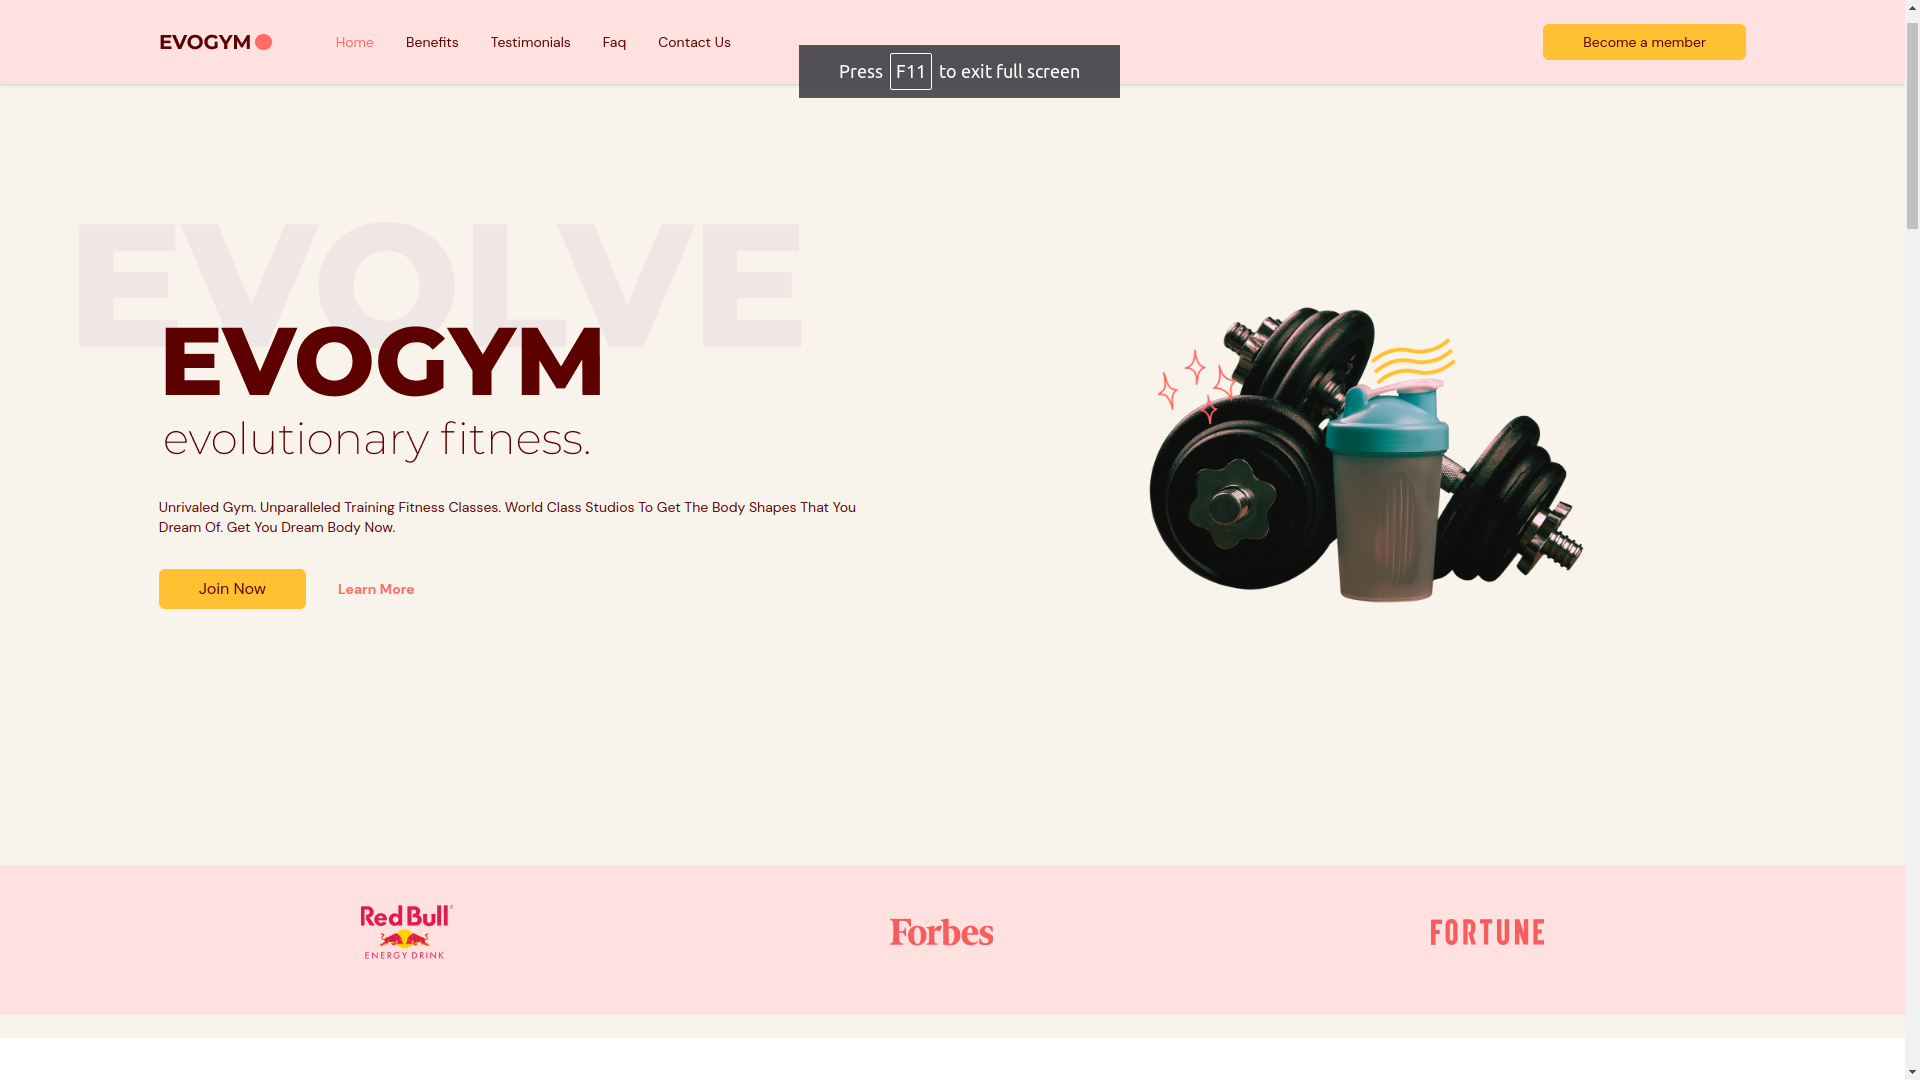 EVOGYM
Home Benefits Testimonials Faq Contact Us
Become a member
Press F11 to exit full screen
EVOLVE
EVOGYM
evolutionary fitness.
Unrivaled Gym. Unparalleled Training Fitness Classes. World Class Studios To Get The Body Shapes That You
Dream Of. Get You Dream Body Now.
Join Now
Learn More
Red Bull®
ENERGY DRINK
Forbes
FORTUNE